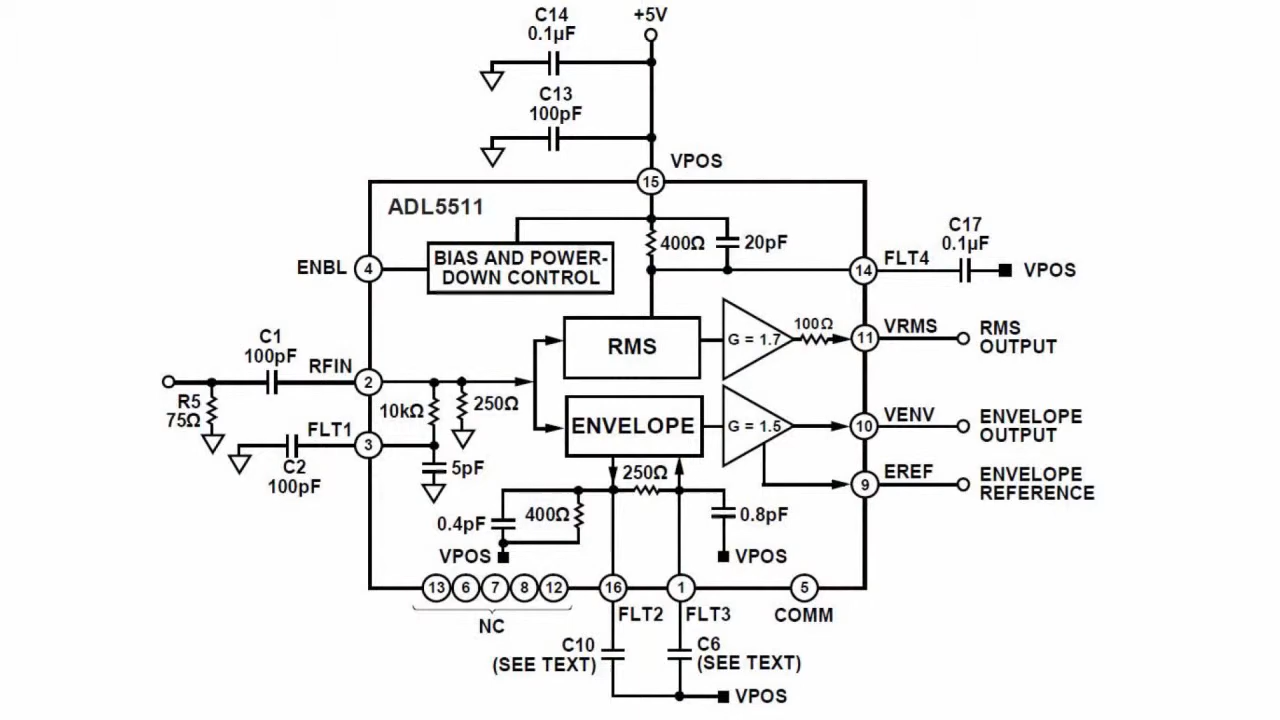 C14
0.1µF
+5V
C13
100pF
VPOS
15
ADL5511
400Ω
20pF
C17
0.1µF
ENBL
4
BIAS AND POWER-
DOWN CONTROL
14
FLT4
VPOS
C1
100pF
RFIN
2
RMS
G = 1.7
100Ω
11
VRMS
RMS
OUTPUT
R5
75Ω
10kΩ
250Ω
ENVELOPE
G = 1.5
10
VENV
ENVELOPE
OUTPUT
FLT1
3
C2
100pF
5pF
250Ω
9
EREF
ENVELOPE
REFERENCE
0.4pF
400Ω
0.8pF
VPOS
VPOS
13
6
7
8
12
16
1
5
NC
FLT2
FLT3
COMM
C10
(SEE TEXT)
C6
(SEE TEXT)
VPOS